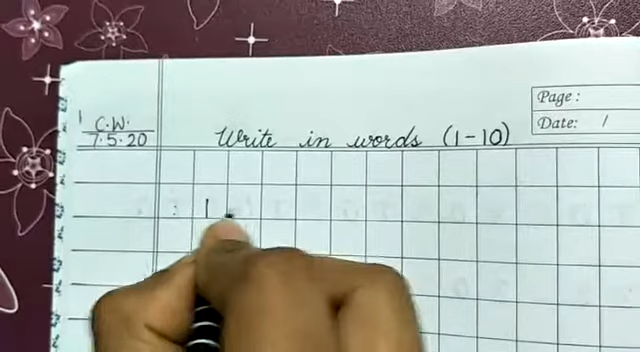 C.W.
7.5.20
Write in words (1-10)
Page :
Date: /
1